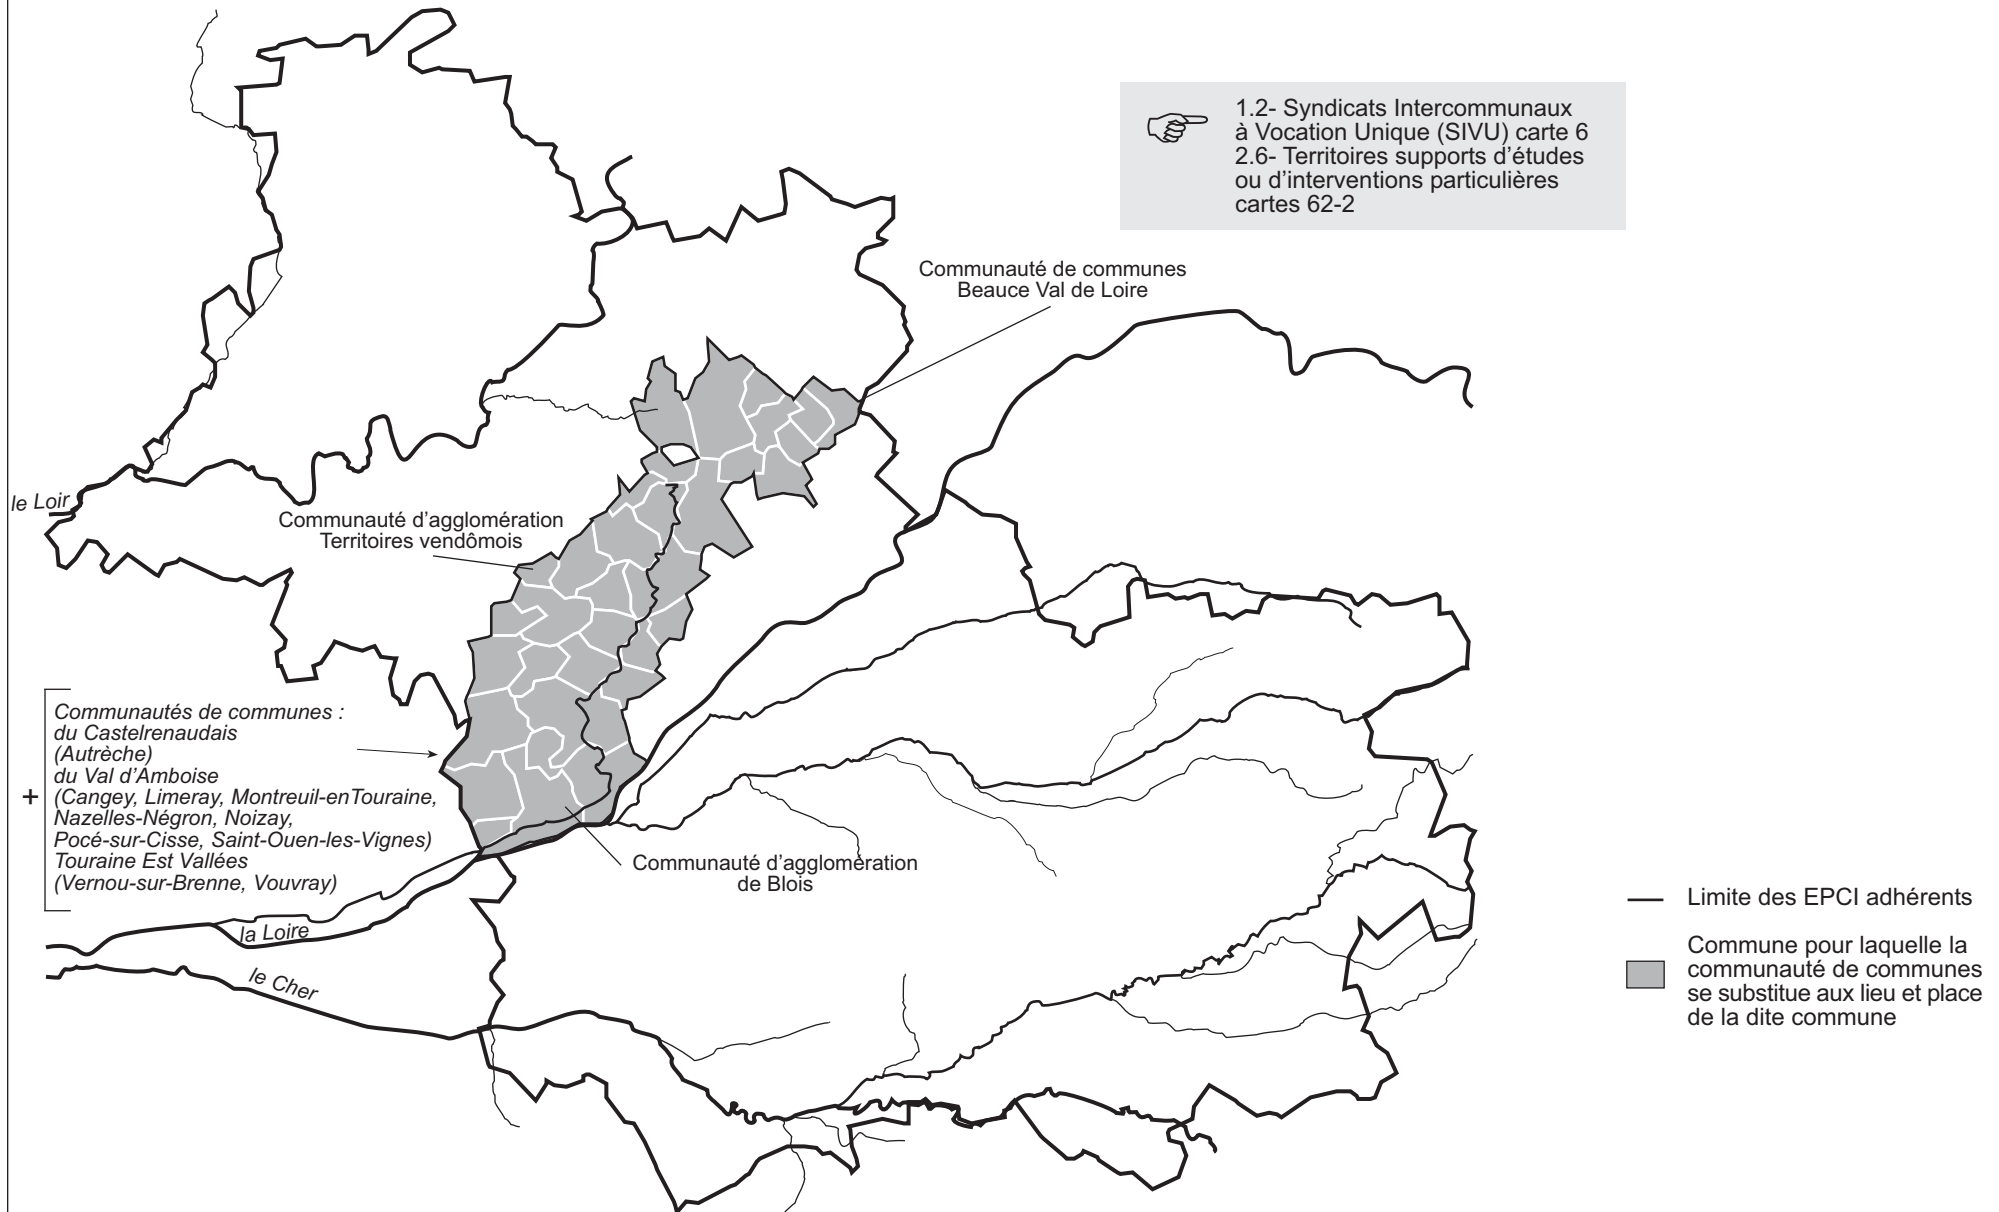 1.2- Syndicats Intercommunaux
à Vocation Unique (SIVU) carte 6
2.6- Territoires supports d'études
ou d'interventions particulières
cartes 62-2
Communauté de communes
Beauce Val de Loire
le Loir
Communauté d'agglomération
Territoires vendômois
+
Communautés de communes :
du Castelrenaudais
(Autrèche)
du Val d'Amboise
(Cangey, Limeray, Montreuil-enTouraine,
Nazelles-Négron, Noizay,
Pocé-sur-Cisse, Saint-Ouen-les-Vignes)
Touraine Est Vallées
(Vernou-sur-Brenne, Vouvray)
Communauté d'agglomération
de Blois
la Loire
le Cher
Limite des EPCI adhérents
Commune pour laquelle la
communauté de communes
se substitue aux lieu et place
de la dite commune